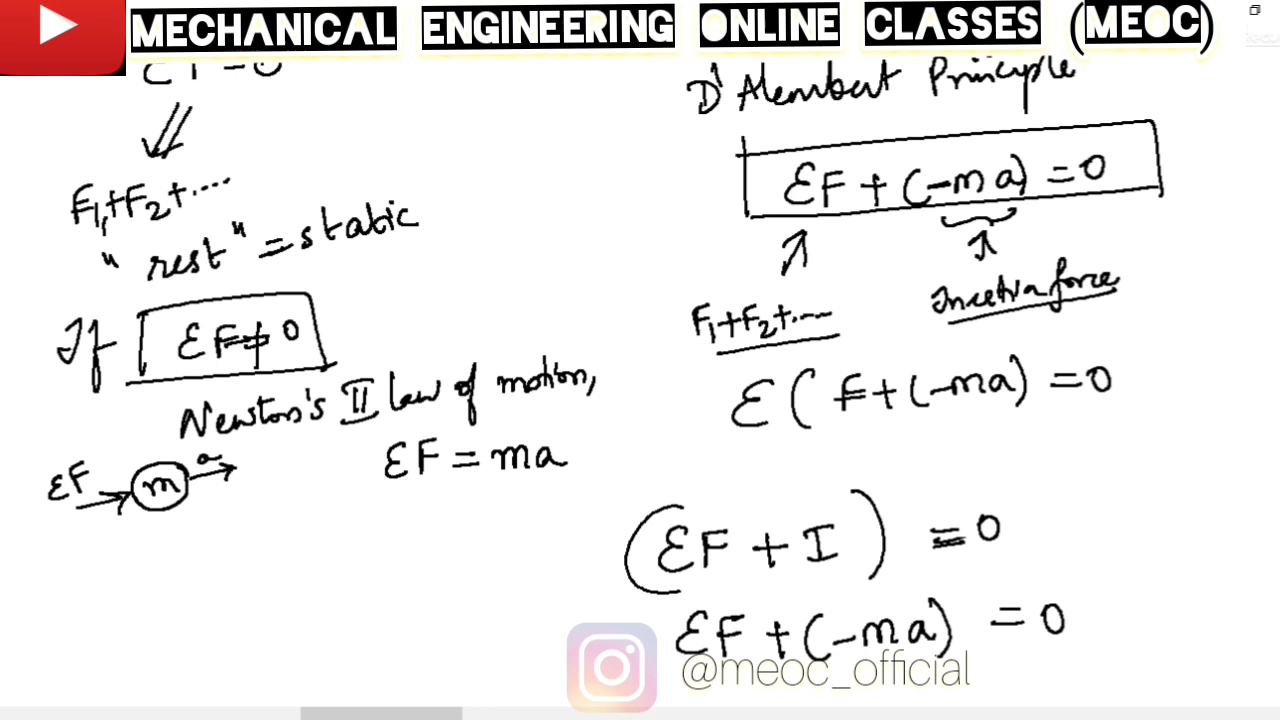 MECHANICAL ENGINEERING ONLINE CLASSES (MEOC)
F₁+F₂+....
"rest" = static
If ΣF≠0
Newton's II law of motion,
ΣF m a
ΣF = ma
D'Alembert Principle
ΣF + (-ma) = 0
F₁+F₂+....
Inertia force
Σ(F+(-ma) = 0
(ΣF + I) = 0
ΣF + (-ma) = 0
@meoc_official